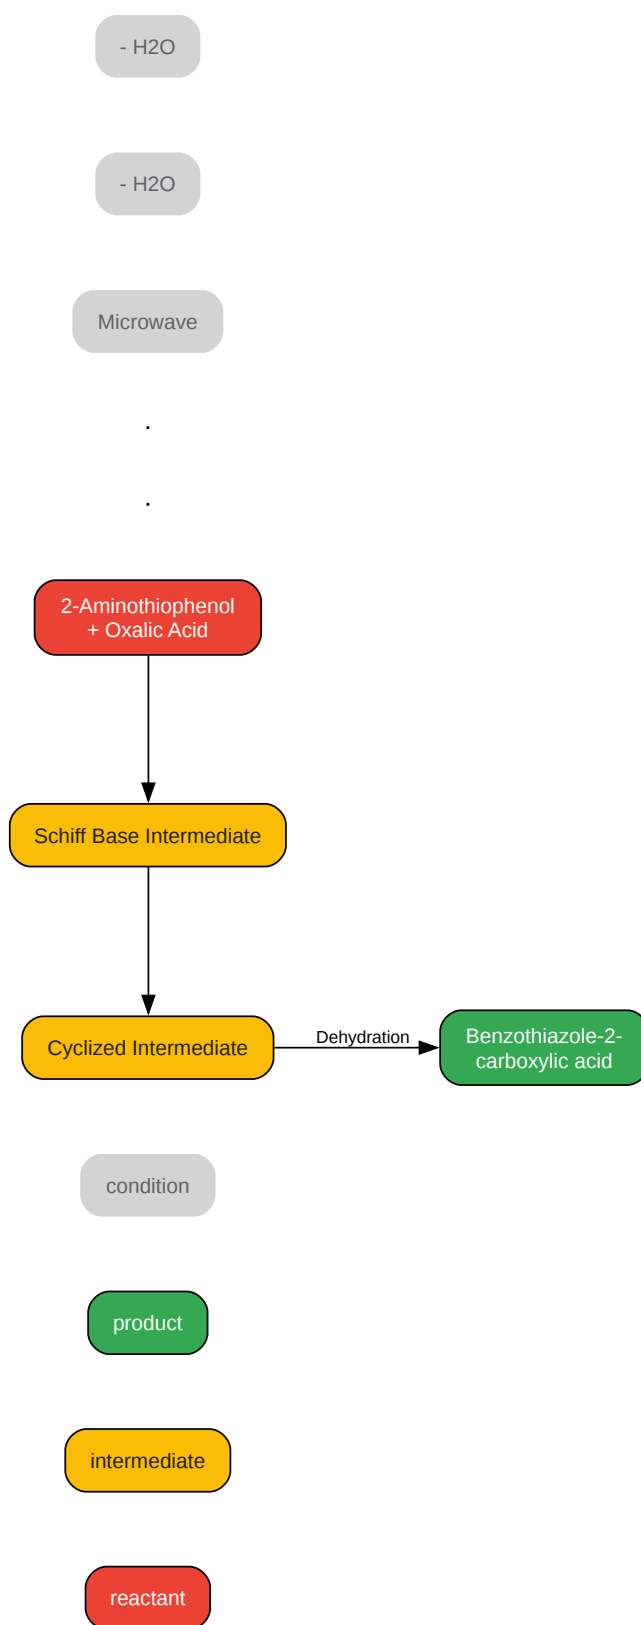 - H2O
- H2O
Microwave
.
.
2-Aminothiophenol
+ Oxalic Acid
Schiff Base Intermediate
Cyclized Intermediate
Dehydration
Benzothiazole-2-
carboxylic acid
condition
product
intermediate
reactant